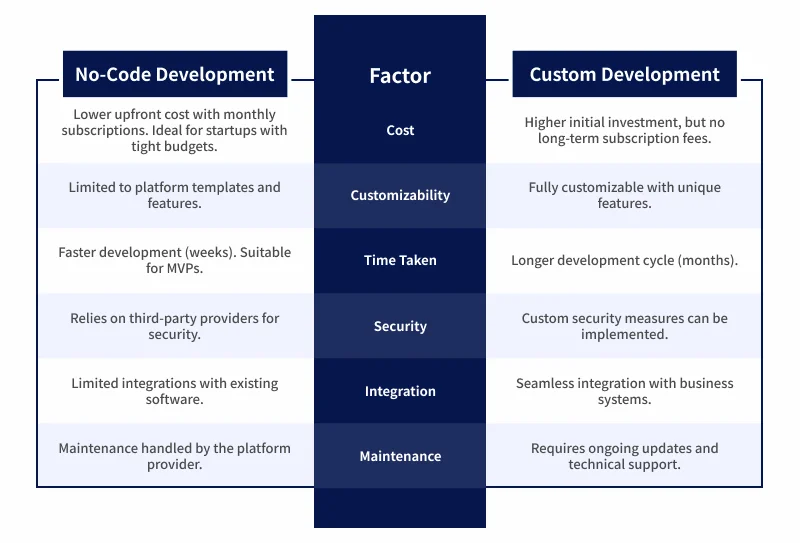 No-Code Development
Factor
Custom Development
Lower upfront cost with monthly
subscriptions. Ideal for startups with
tight budgets.
Cost
Higher initial investment, but no
long-term subscription fees.
Limited to platform templates and
features.
Customizability
Fully customizable with unique
features.
Faster development (weeks). Suitable
for MVPs.
Time Taken
Longer development cycle (months).
Relies on third-party providers for
security.
Security
Custom security measures can be
implemented.
Limited integrations with existing
software.
Integration
Seamless integration with business
systems.
Maintenance handled by the platform
provider.
Maintenance
Requires ongoing updates and
technical support.